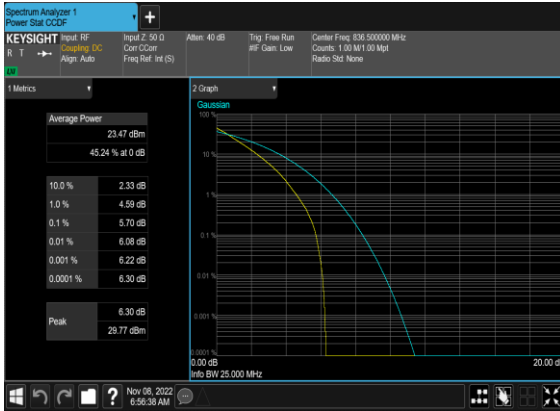 Spectrum Analyzer 1
Power Stat CCDF
+
KEYSIGHT Input: RF Input Z: 50 Ω Atten: 40 dB Trig: Free Run Center Freq: 836.500000 MHz
R T Coupling: DC Corr CCorr #IF Gain: Low Counts: 1.00 M/1.00 Mpt
Align: Auto Freq Ref: Int (S) Radio Std: None
1 Metrics
2 Graph
Average Power
23.47 dBm
45.24 % at 0 dB
10.0 % 2.33 dB
1.0 % 4.59 dB
0.1 % 5.70 dB
0.01 % 6.08 dB
0.001 % 6.22 dB
0.0001 % 6.30 dB
Peak 6.30 dB
29.77 dBm
Gaussian
100 %
10 %
1 %
0.1 %
0.01 %
0.001 %
0.0001 %
0.00 dB 20.00 d
Info BW 25.000 MHz
? Nov 08, 2022
6:56:38 AM